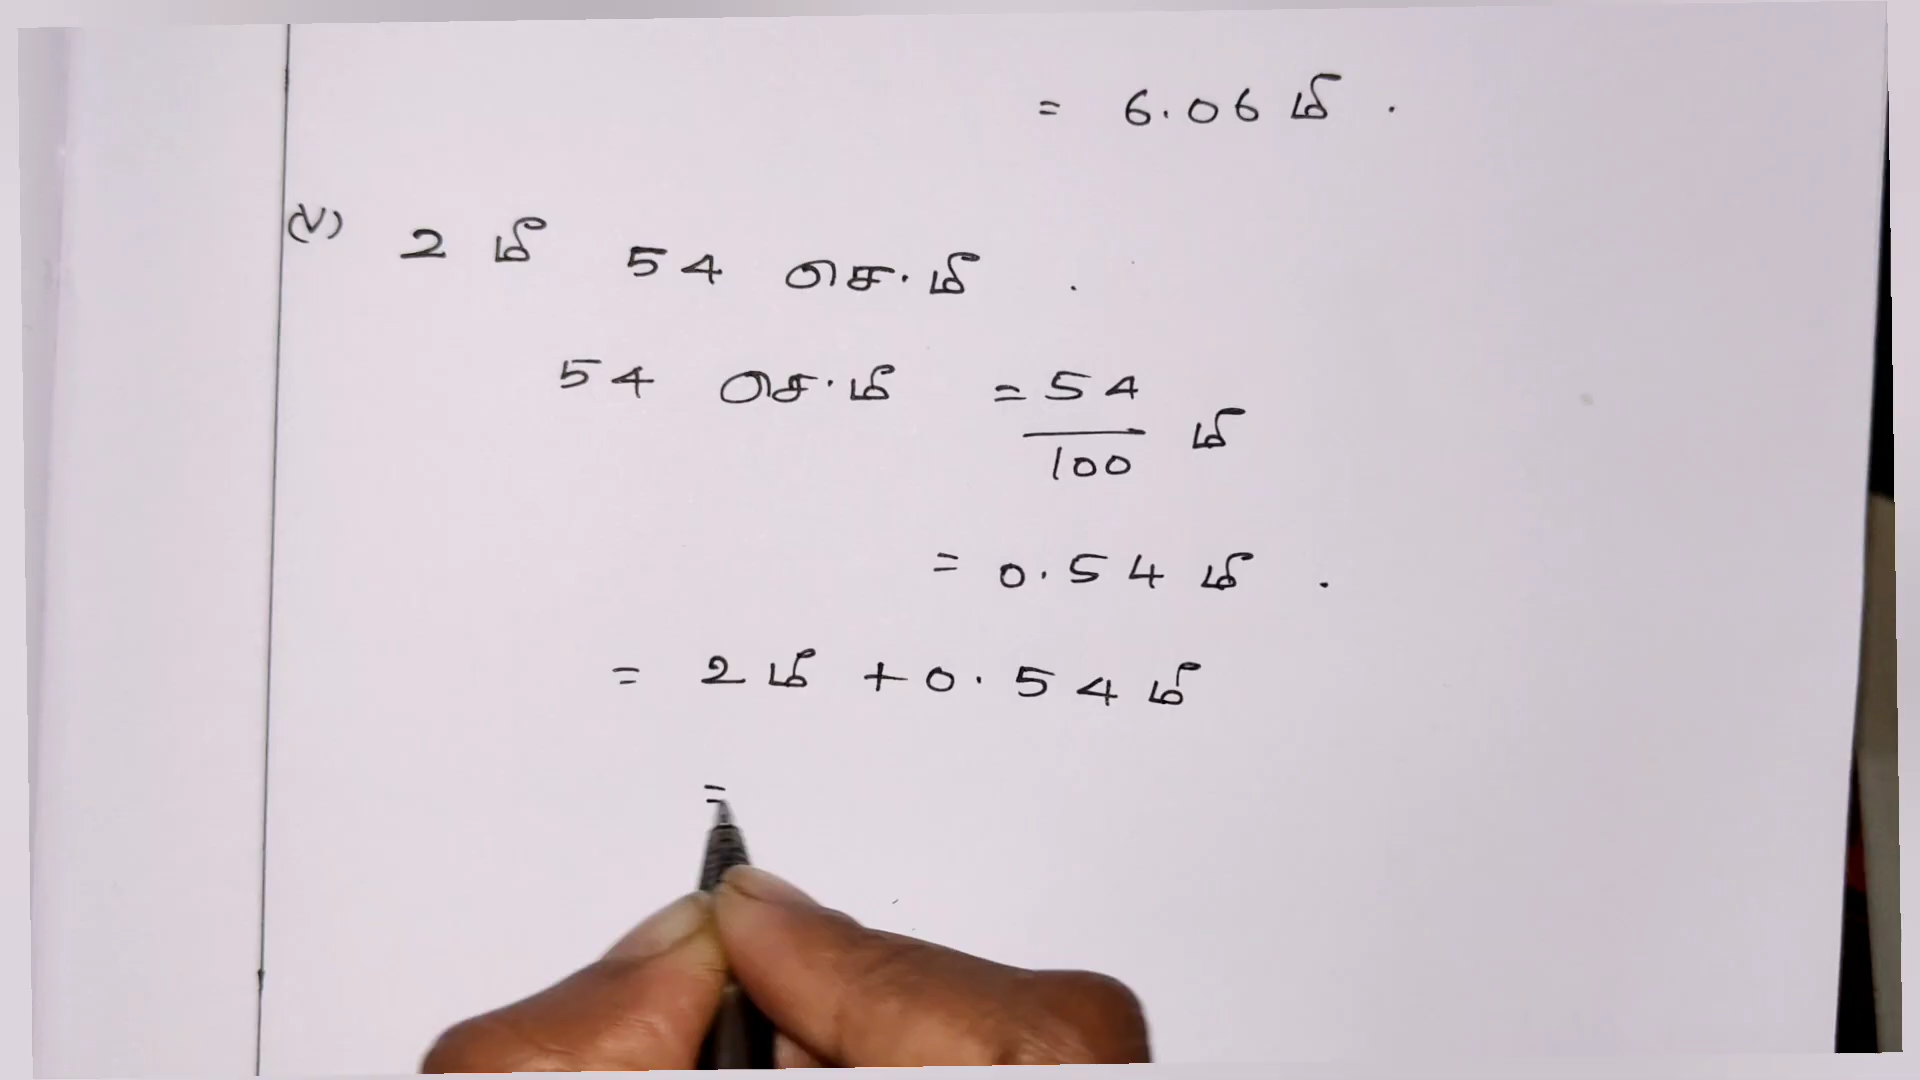 = 6.06 மீ .
(V) 2 மீ 54 செ.மீ .
54 செ.மீ = 54/100 மீ
= 0.54 மீ .
= 2 மீ + 0.54 மீ
=